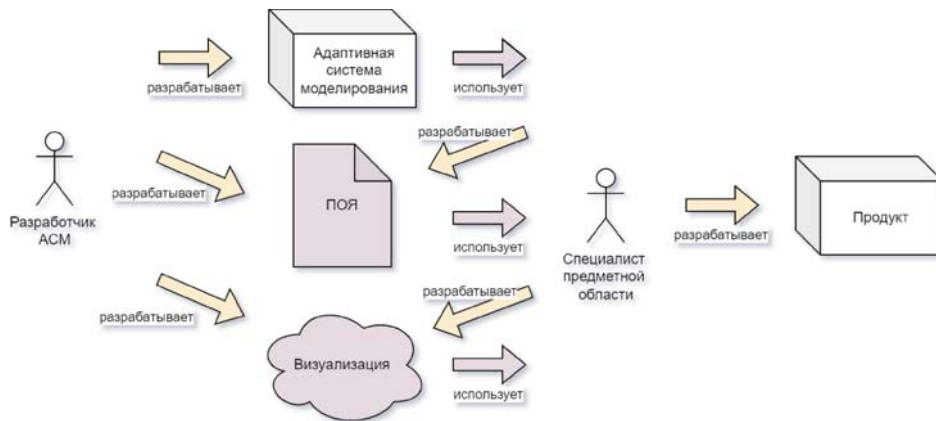 Адаптивная
система
моделирования
разрабатывает
использует
разрабатывает
Разработчик
АСМ
разрабатывает
ПОЯ
использует
Специалист
предметной
области
разрабатывает
Продукт
разрабатывает
разрабатывает
Визуализация
использует